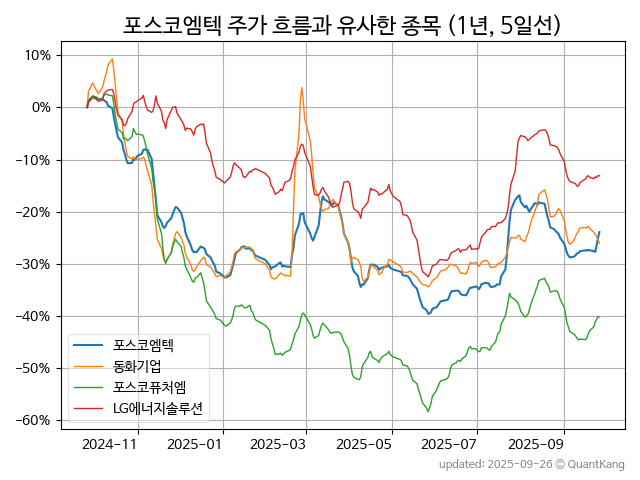 포스코엠텍 주가 흐름과 유사한 종목 (1년, 5일선)
10%
0%
−10%
−20%
−30%
−40%
−50%
−60%
포스코엠텍
동화기업
포스코퓨처엠
LG에너지솔루션
2024−11
2025−01
2025−03
2025−05
2025−07
2025−09
updated: 2025-09-26 © QuantKang